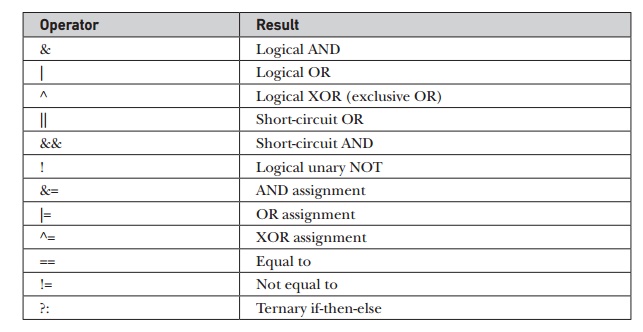 Operator Result
& Logical AND
| Logical OR
^ Logical XOR (exclusive OR)
|| Short-circuit OR
&& Short-circuit AND
! Logical unary NOT
&= AND assignment
|= OR assignment
^= XOR assignment
== Equal to
!= Not equal to
?: Ternary if-then-else